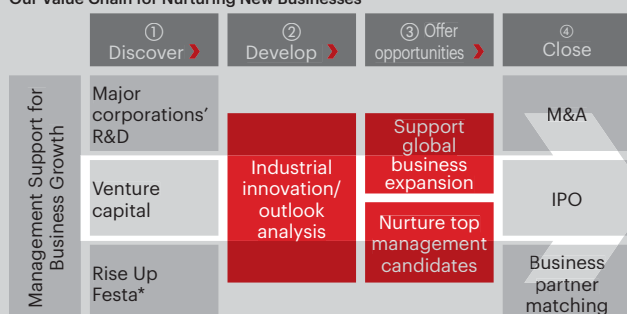 Our Value Chain for Nurturing New Businesses
①
Discover
②
Develop
③ Offer
opportunities
④
Close
Management Support for
Business Growth
Major
corporations'
R&D
Venture
capital
Rise Up
Festa*
Industrial
innovation/
outlook
analysis
Support
global
business
expansion
Nurture top
management
candidates
M&A
IPO
Business
partner
matching